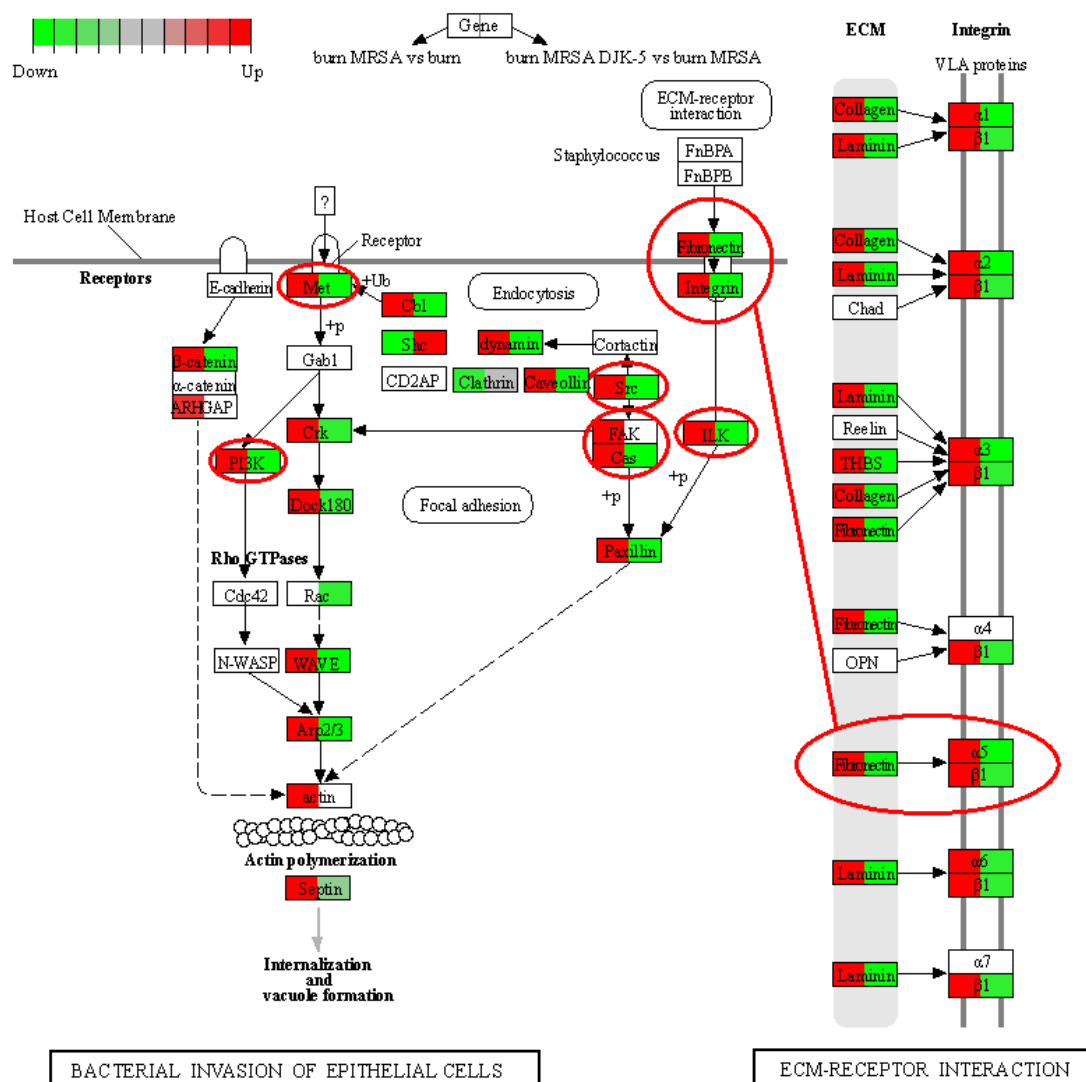 Down
Up
Gene
burn MRSA vs burn
burn MRSA DJK-5 vs burn MRSA
ECM-receptor
interaction
Staphylococcus
FnBPA
FnBPB
?
Host Cell Membrane
Receptor
Receptors
Fibronectin
Integrin
E-cadherin
Met
+Ub
Cbl
Endocytosis
+p
Shc
dynamin
Cortactin
β-catenin
α-catenin
ARHGAP
Gab1
CD2AP
Clathrin
Caveollin
Src
Crk
FAK
Cas
ILK
PI3K
+p
+p
Dock180
Focal adhesion
Paxillin
Rho GTPases
Cdc42
Rac
N-WASP
WAVE
Arp2/3
actin
Actin polymerization
Septin
Internalization
and
vacuole formation
BACTERIAL INVASION OF EPITHELIAL CELLS
ECM
Integrin
VLA proteins
Collagen
Laminin
α1
β1
Collagen
Laminin
Chad
α2
β1
Laminin
Reelin
THBS
Collagen
Fibronectin
α3
β1
Fibronectin
OPN
α4
β1
Fibronectin
α5
β1
Laminin
α6
β1
Laminin
α7
β1
ECM-RECEPTOR INTERACTION